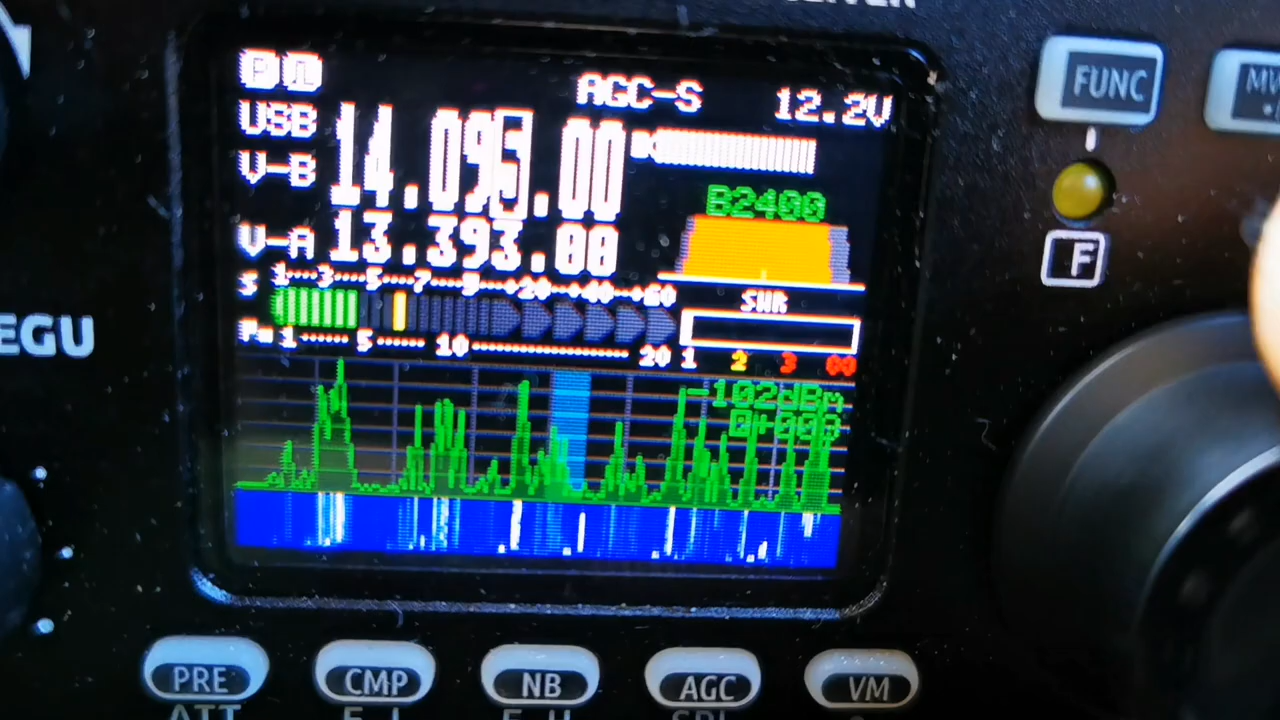 P
AGC-S
12.2V
USB
14.095.00
V-B
V-A
13.393.00
B2400
S
1 3 5 7 9 +20 +40 +60
SWR
1 5 10 20
1 2 3 ∞
-102dBm
FUNC
F
EGU
PRE
CMP
NB
AGC
VM
ATT